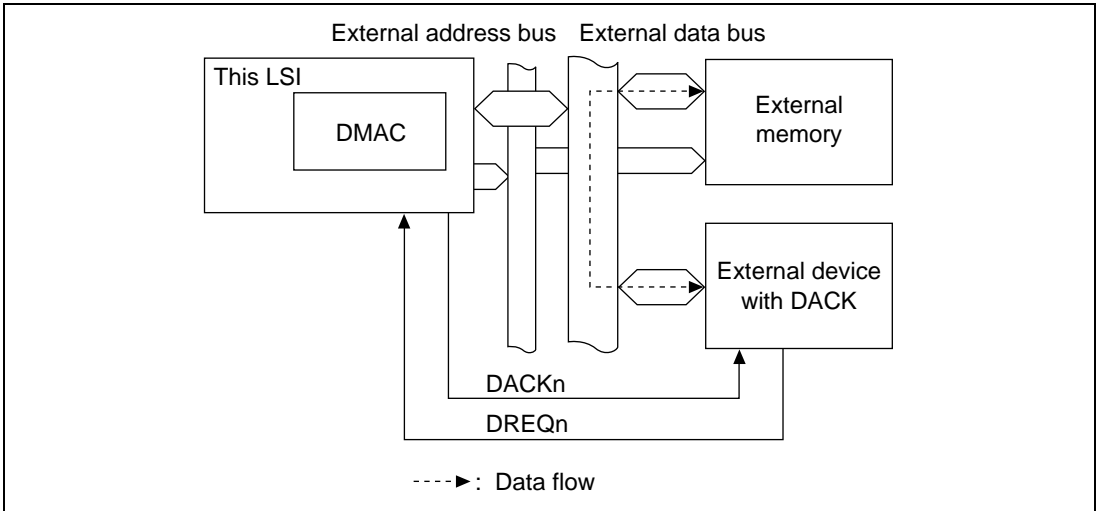 External address bus
External data bus
This LSI
DMAC
External
memory
External device
with DACK
DACKn
DREQn
: Data flow